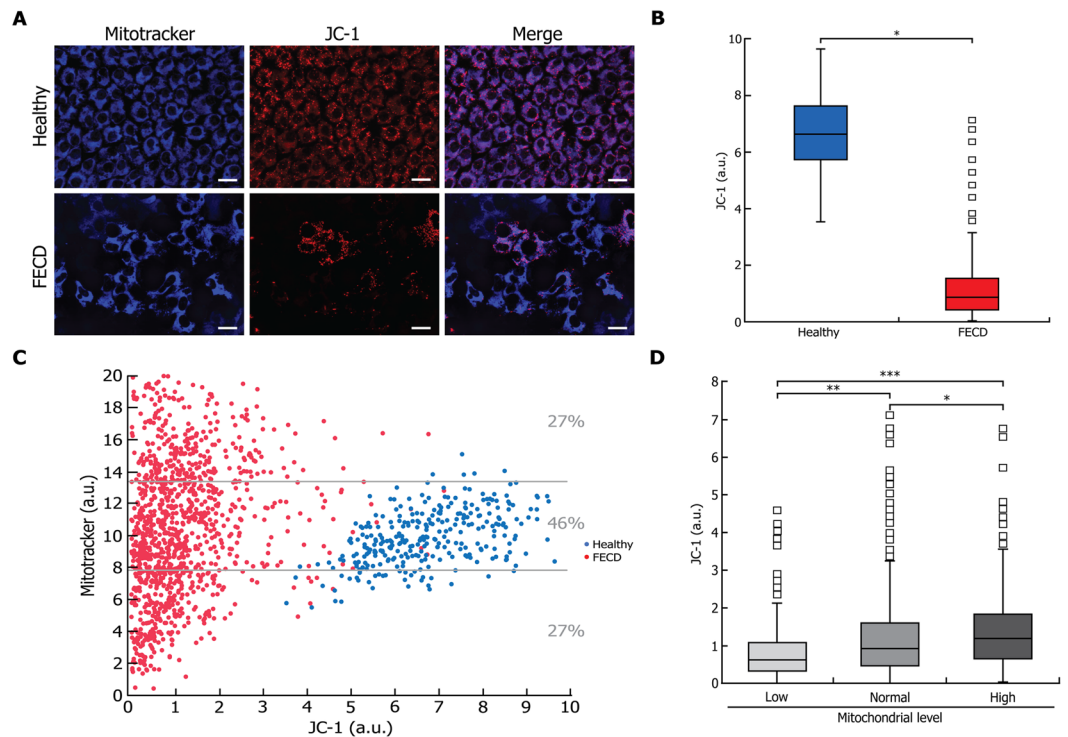 A
Mitotracker JC-1 Merge
Healthy
FECD
B
10
8
6
4
2
0
JC-1 (a.u.)
*
Healthy FECD
C
20
18
16
14
12
10
8
6
4
2
0
Mitotracker (a.u.)
27%
46%
27%
Healthy
FECD
0 1 2 3 4 5 6 7 8 9 10
JC-1 (a.u.)
D
8
7
6
5
4
3
2
1
0
JC-1 (a.u.)
***
**
*
Low Normal High
Mitochondrial level